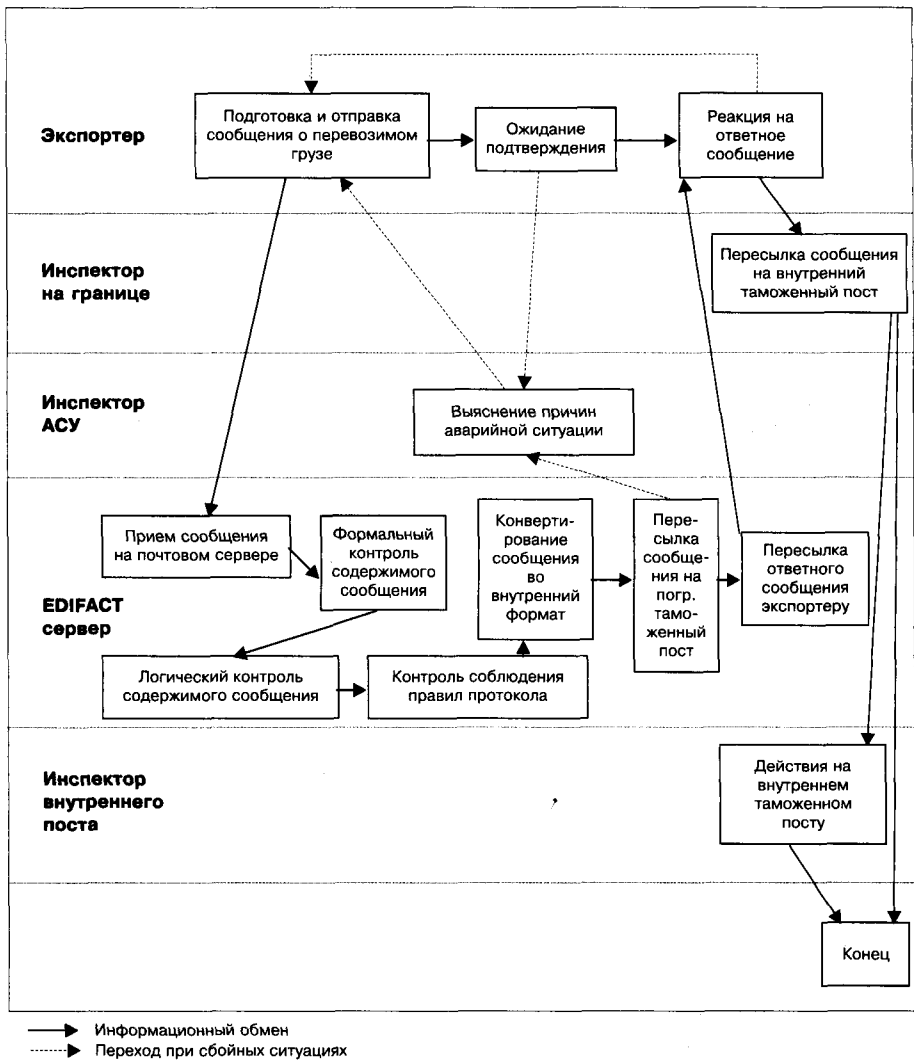 Экспортер
Подготовка и отправка
сообщения о перевозимом
грузе
Ожидание
подтверждения
Реакция на
ответное
сообщение
Инспектор
на границе
Пересылка сообщения
на внутренний
таможенный пост
Инспектор
АСУ
Выяснение причин
аварийной ситуации
EDIFACT
сервер
Прием сообщения
на почтовом сервере
Формальный
контроль
содержимого
сообщения
Логический контроль
содержимого сообщения
Контроль соблюдения
правил протокола
Конверти-
рование
сообщения
во
внутренний
формат
Пере-
сылка
сообще-
ния на
погр.
тамо-
женный
пост
Пересылка
ответного
сообщения
экспортеру
Инспектор
внутреннего
поста
Действия на
внутреннем
таможенном
посту
Конец
Информационный обмен
Переход при сбойных ситуациях